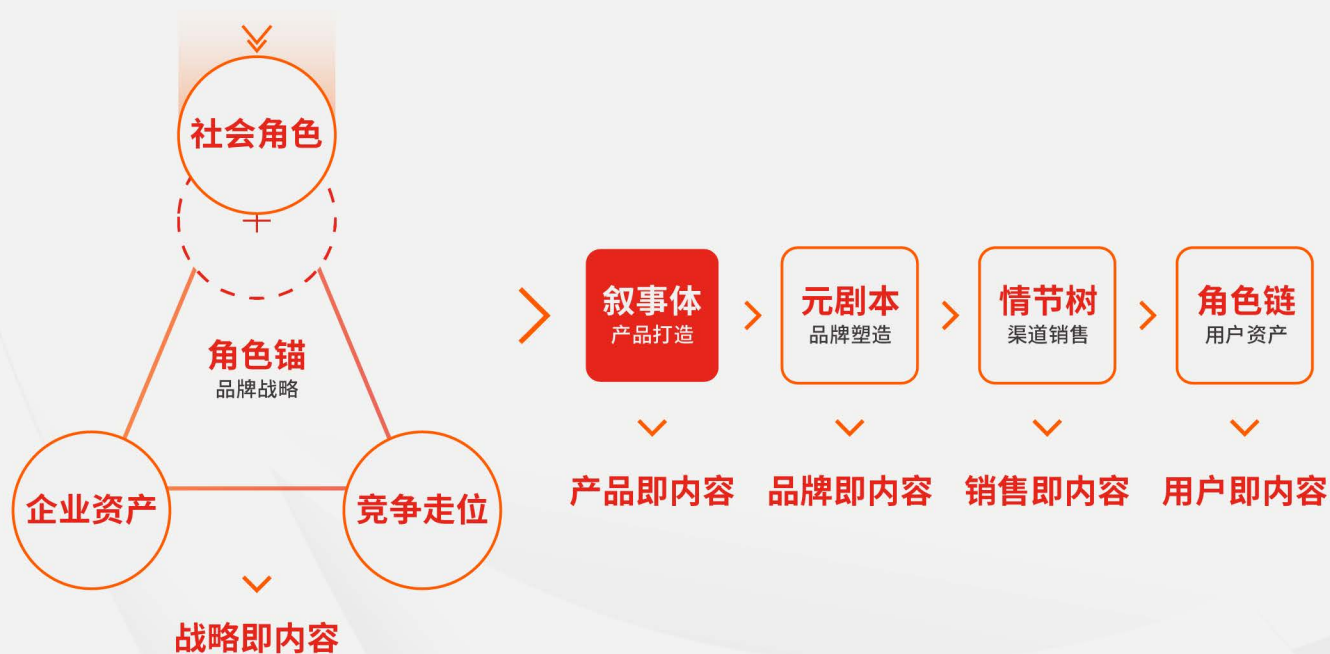 社会角色
角色锚
品牌战略
企业资产
竞争走位
战略即内容
叙事体
产品打造
产品即内容
元剧本
品牌塑造
品牌即内容
情节树
渠道销售
销售即内容
角色链
用户资产
用户即内容